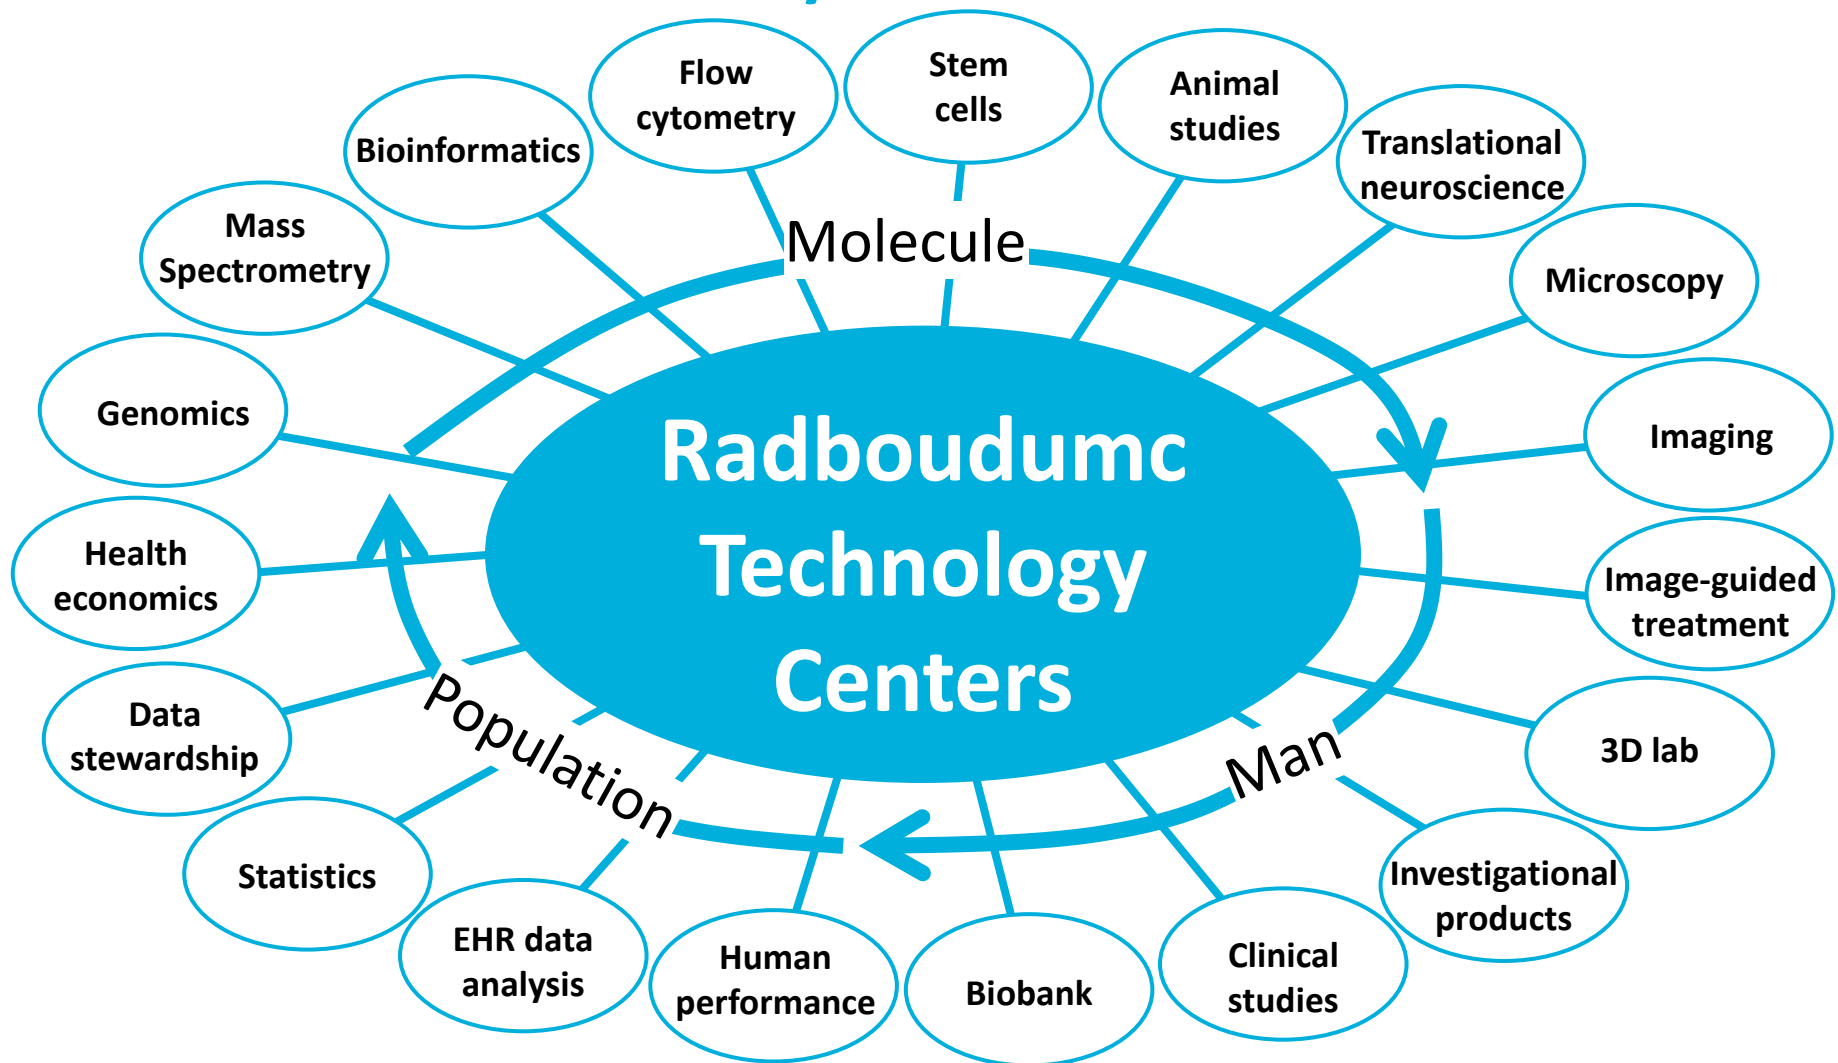 Flow
cytometry
Stem
cells
Animal
studies
Bioinformatics
Translational
neuroscience
Mass
Spectrometry
Molecule
Microscopy
Genomics
Imaging
Radboudumc
Technology
Centers
Health
economics
Image-guided
treatment
Data
stewardship
Population
Man
3D lab
Statistics
Investigational
products
EHR data
analysis
Human
performance
Biobank
Clinical
studies